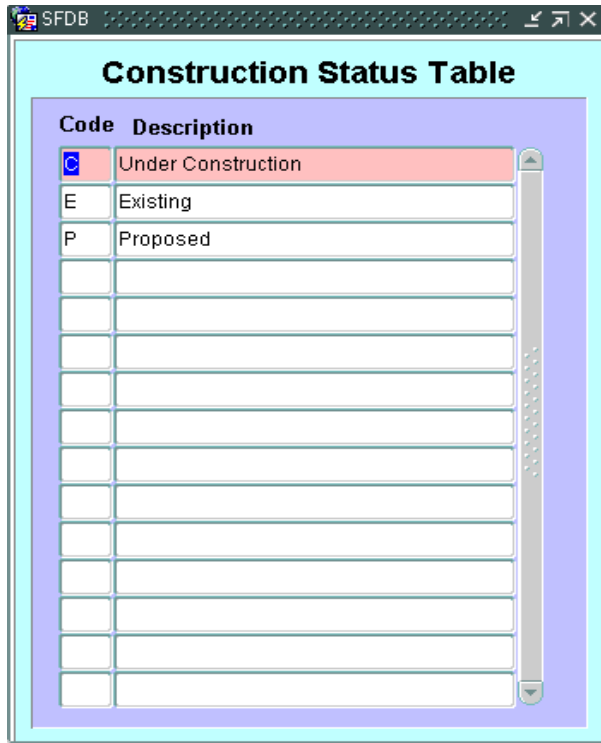 SFDB
Construction Status Table
Code Description
C Under Construction
E Existing
P Proposed